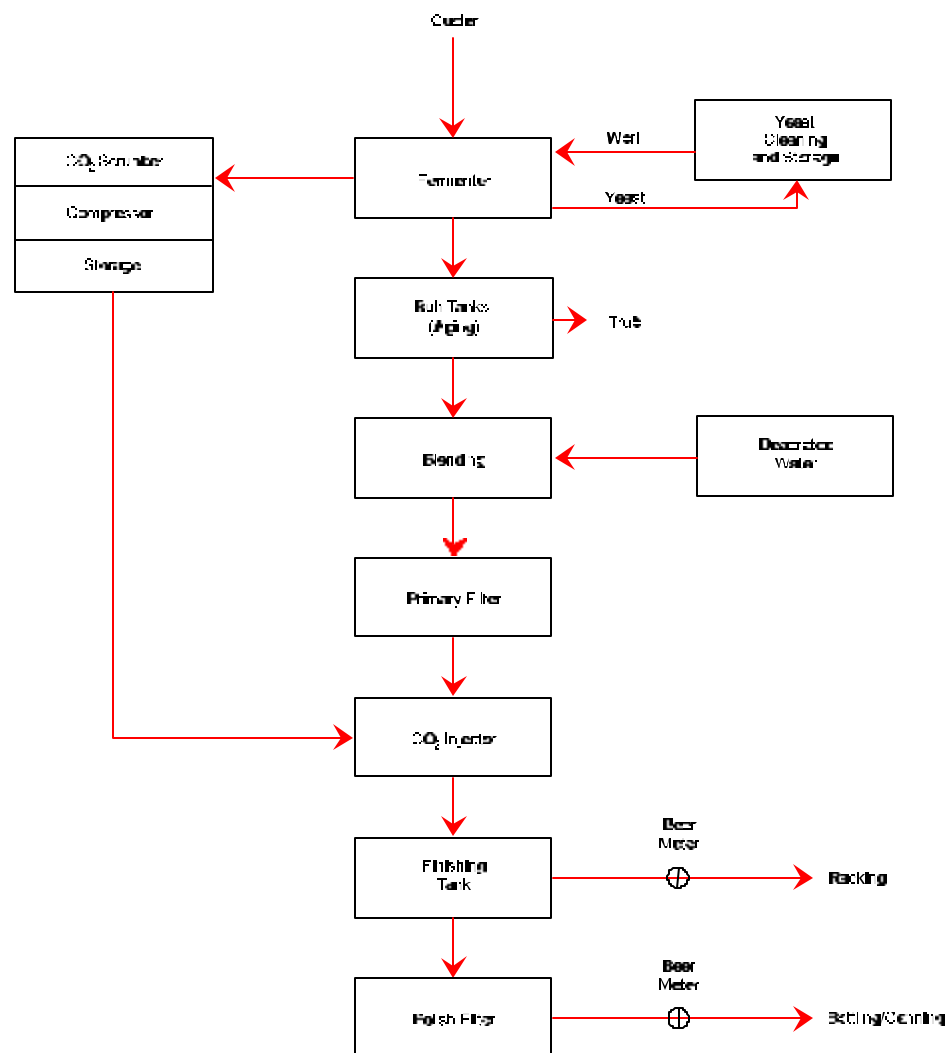 Cooler
Wort
Yeast
Cleaning
and Storage
CO₂ Scrubber
Fermenter
Yeast
Compressor
Storage
Ruh Tanks
(Aging)
Trub
Blending
Deaerated
Water
Primary Filter
CO₂ Injector
Beer
Meter
Finishing
Tank
Racking
Beer
Meter
Polish Filter
Bottling/Canning